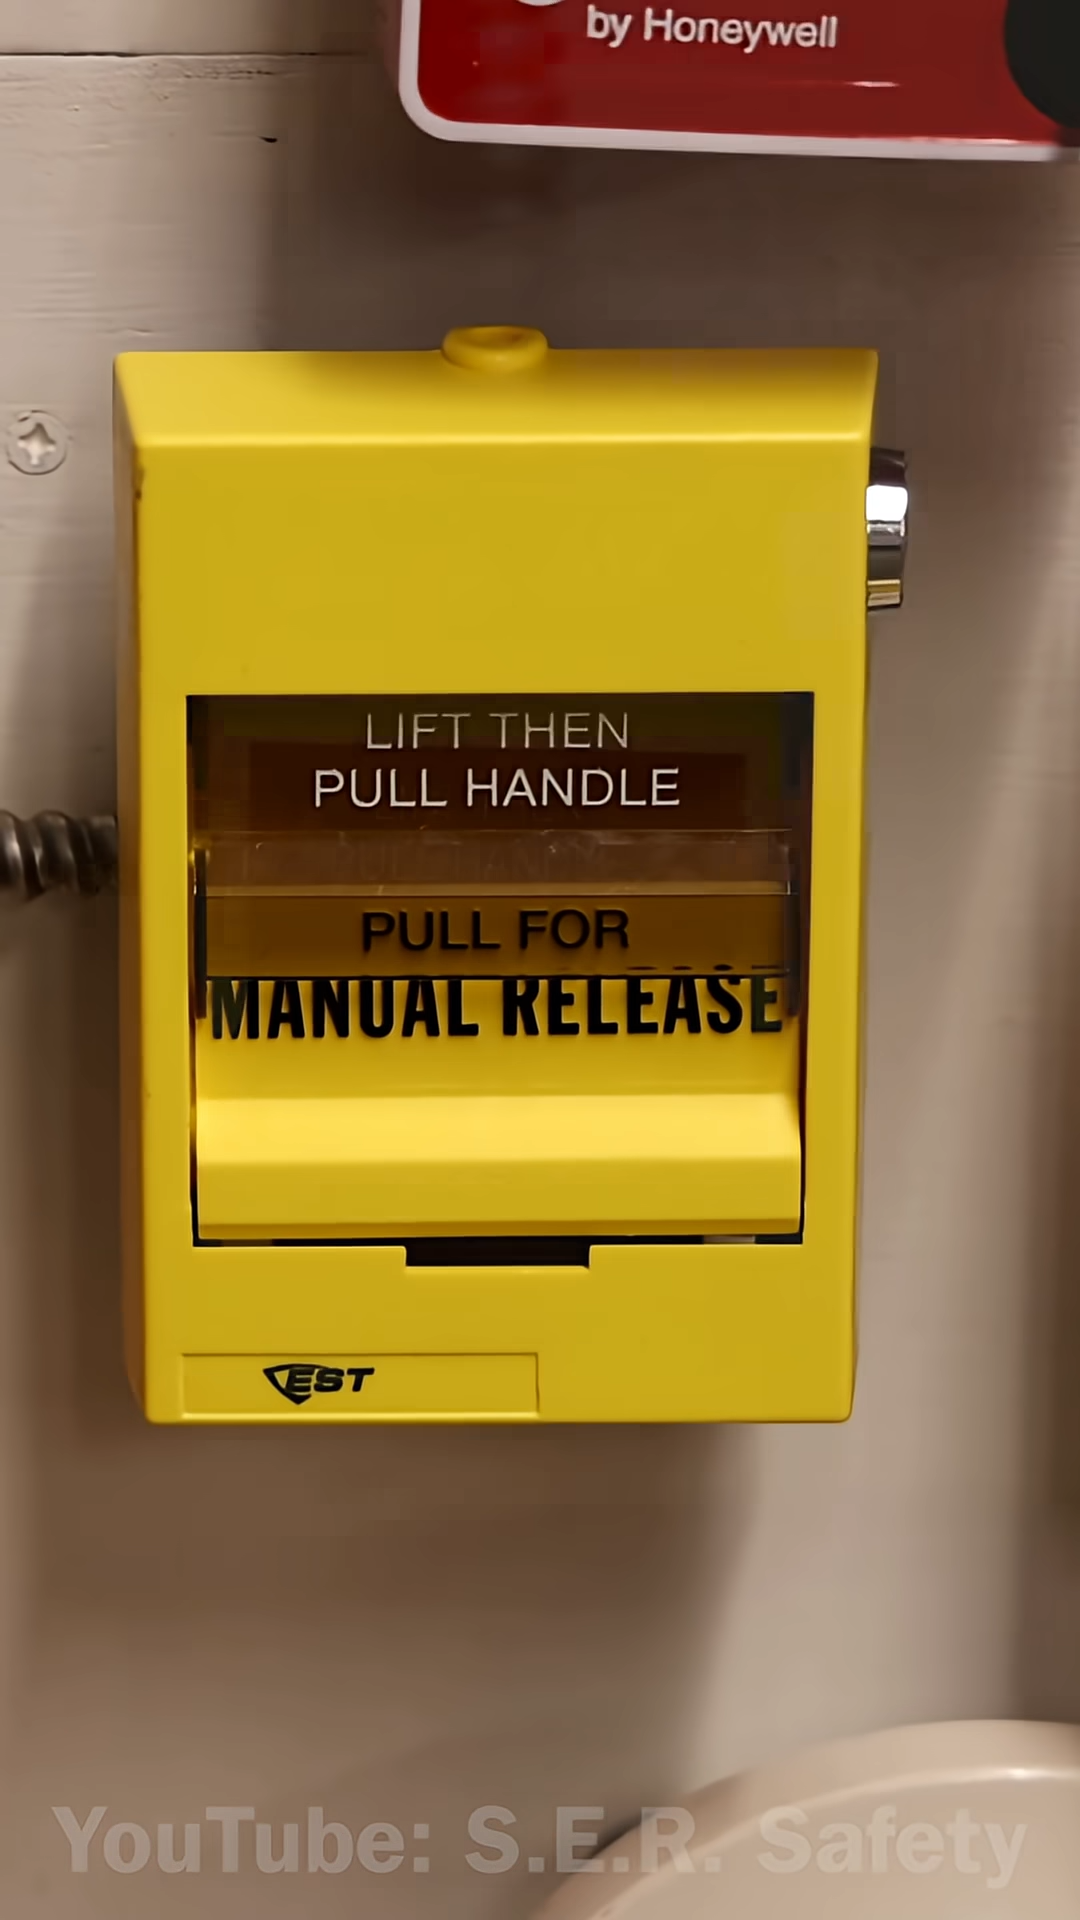 by Honeywell
LIFT THEN
PULL HANDLE
PULL FOR
MANUAL RELEASE
EST
YouTube: S.E.R. Safety